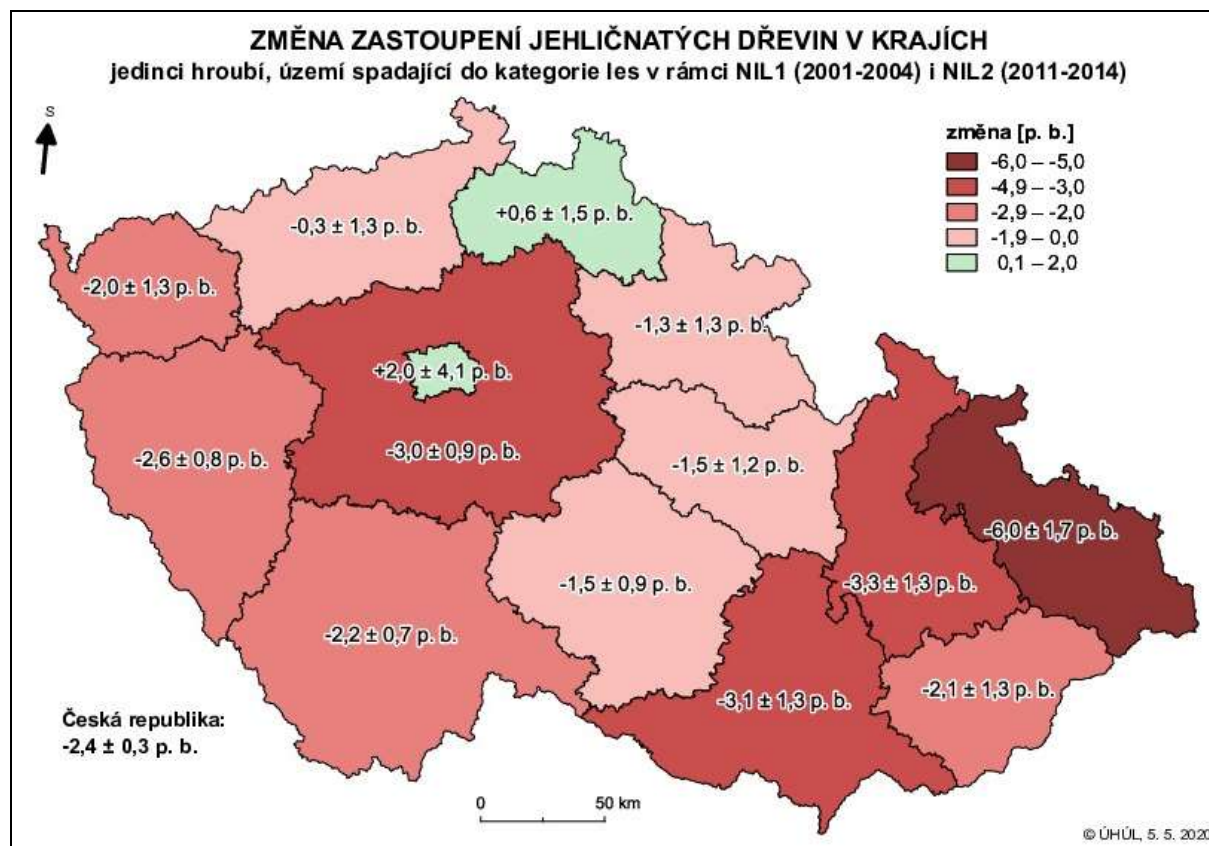 ZMĚNA ZASTOUPENÍ JEHLIČNATÝCH DŘEVIN V KRAJÍCH
jedinci hroubí, území spadající do kategorie les v rámci NIL1 (2001-2004) i NIL2 (2011-2014)
S
změna [p. b.]
-6,0 – -5,0
-4,9 – -3,0
-2,9 – -2,0
-1,9 – 0,0
0,1 – 2,0
+0,6 ± 1,5 p. b.
-0,3 ± 1,3 p. b.
-2,0 ± 1,3 p. b.
-1,3 ± 1,3 p. b.
+2,0 ± 4,1 p. b.
-3,0 ± 0,9 p. b.
-2,6 ± 0,8 p. b.
-1,5 ± 1,2 p. b.
-6,0 ± 1,7 p. b.
-1,5 ± 0,9 p. b.
-3,3 ± 1,3 p. b.
-2,2 ± 0,7 p. b.
-2,1 ± 1,3 p. b.
-3,1 ± 1,3 p. b.
Česká republika:
-2,4 ± 0,3 p. b.
0 50 km
© ÚHÚL, 5. 5. 2020